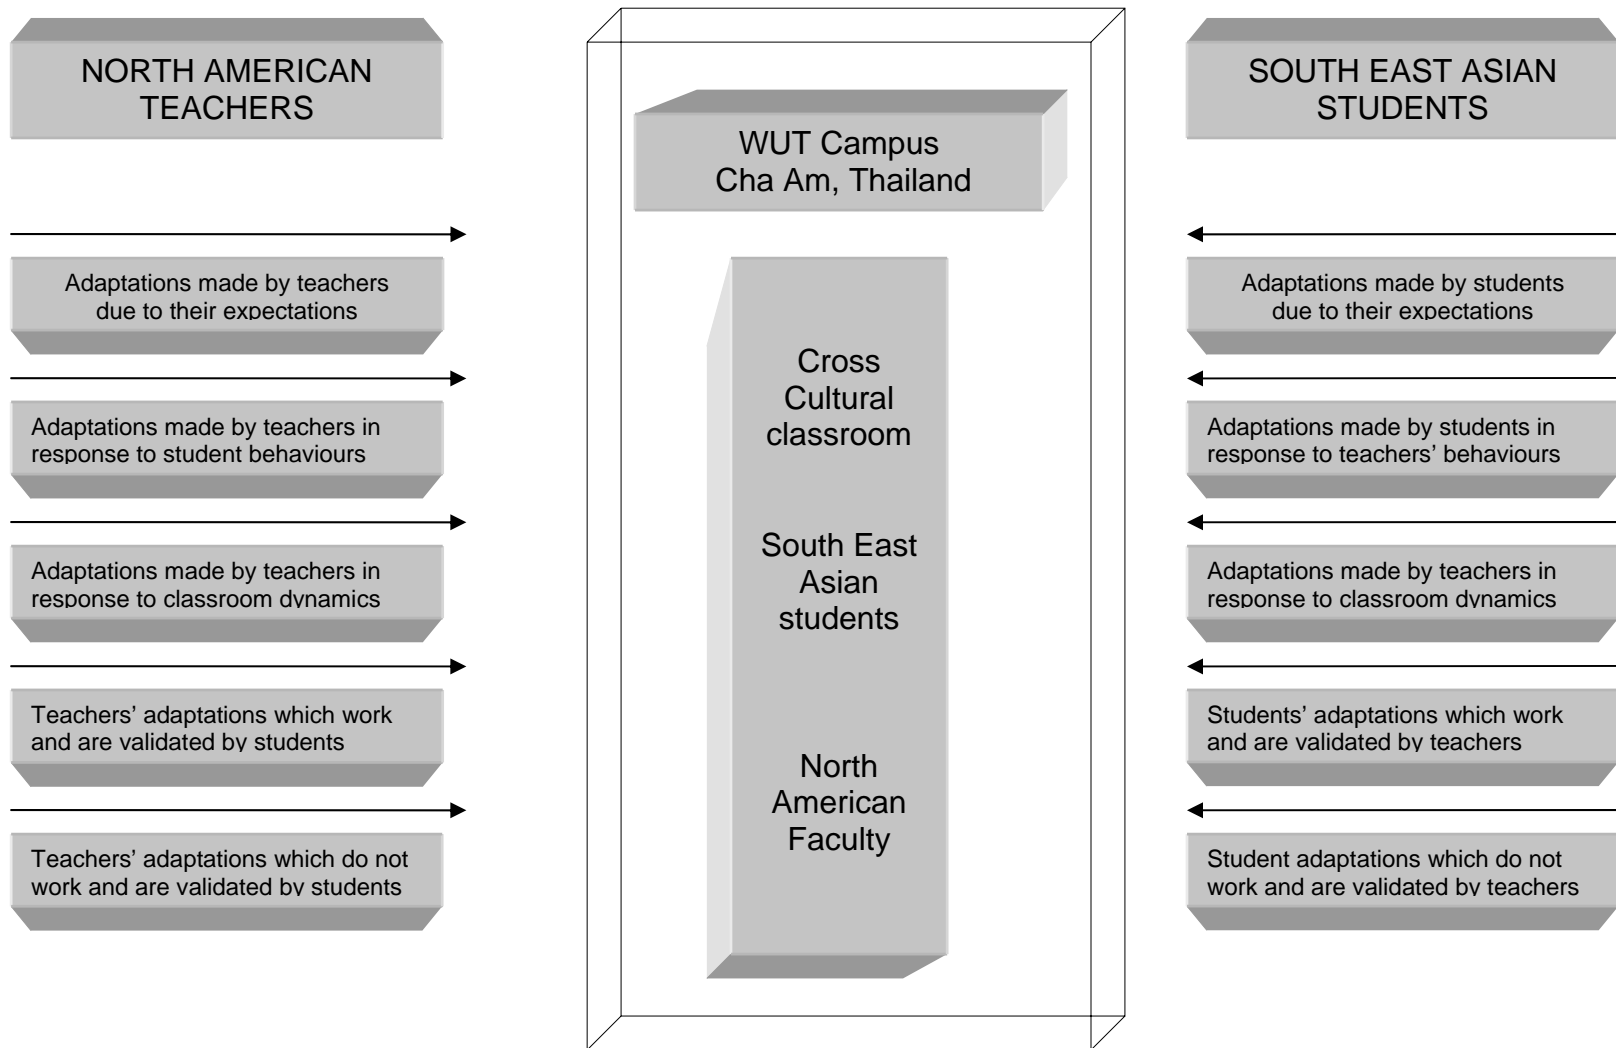 NORTH AMERICAN
TEACHERS
Adaptations made by teachers
due to their expectations
Adaptations made by teachers in
response to student behaviours
Adaptations made by teachers in
response to classroom dynamics
Teachers’ adaptations which work
and are validated by students
Teachers’ adaptations which do not
work and are validated by students
WUT Campus
Cha Am, Thailand
Cross
Cultural
classroom
South East
Asian
students
North
American
Faculty
SOUTH EAST ASIAN
STUDENTS
Adaptations made by students
due to their expectations
Adaptations made by students in
response to teachers’ behaviours
Adaptations made by teachers in
response to classroom dynamics
Students’ adaptations which work
and are validated by teachers
Student adaptations which do not
work and are validated by teachers